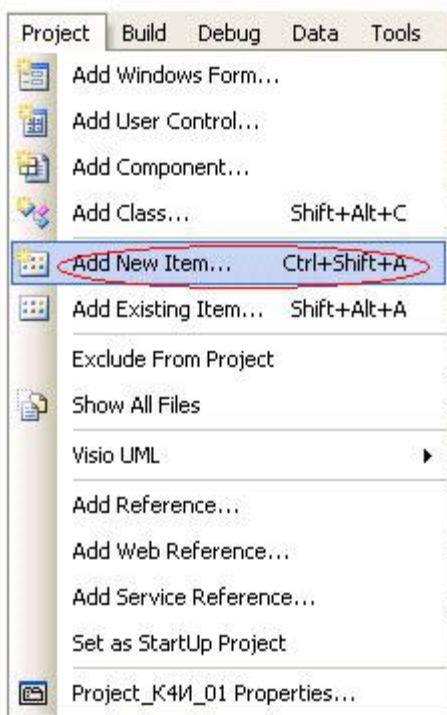 Project Build Debug Data Tools
Add Windows Form...
Add User Control...
Add Component...
Add Class... Shift+Alt+C
Add New Item... Ctrl+Shift+A
Add Existing Item... Shift+Alt+A
Exclude From Project
Show All Files
Visio UML
Add Reference...
Add Web Reference...
Add Service Reference...
Set as StartUp Project
Project_К4И_01 Properties...